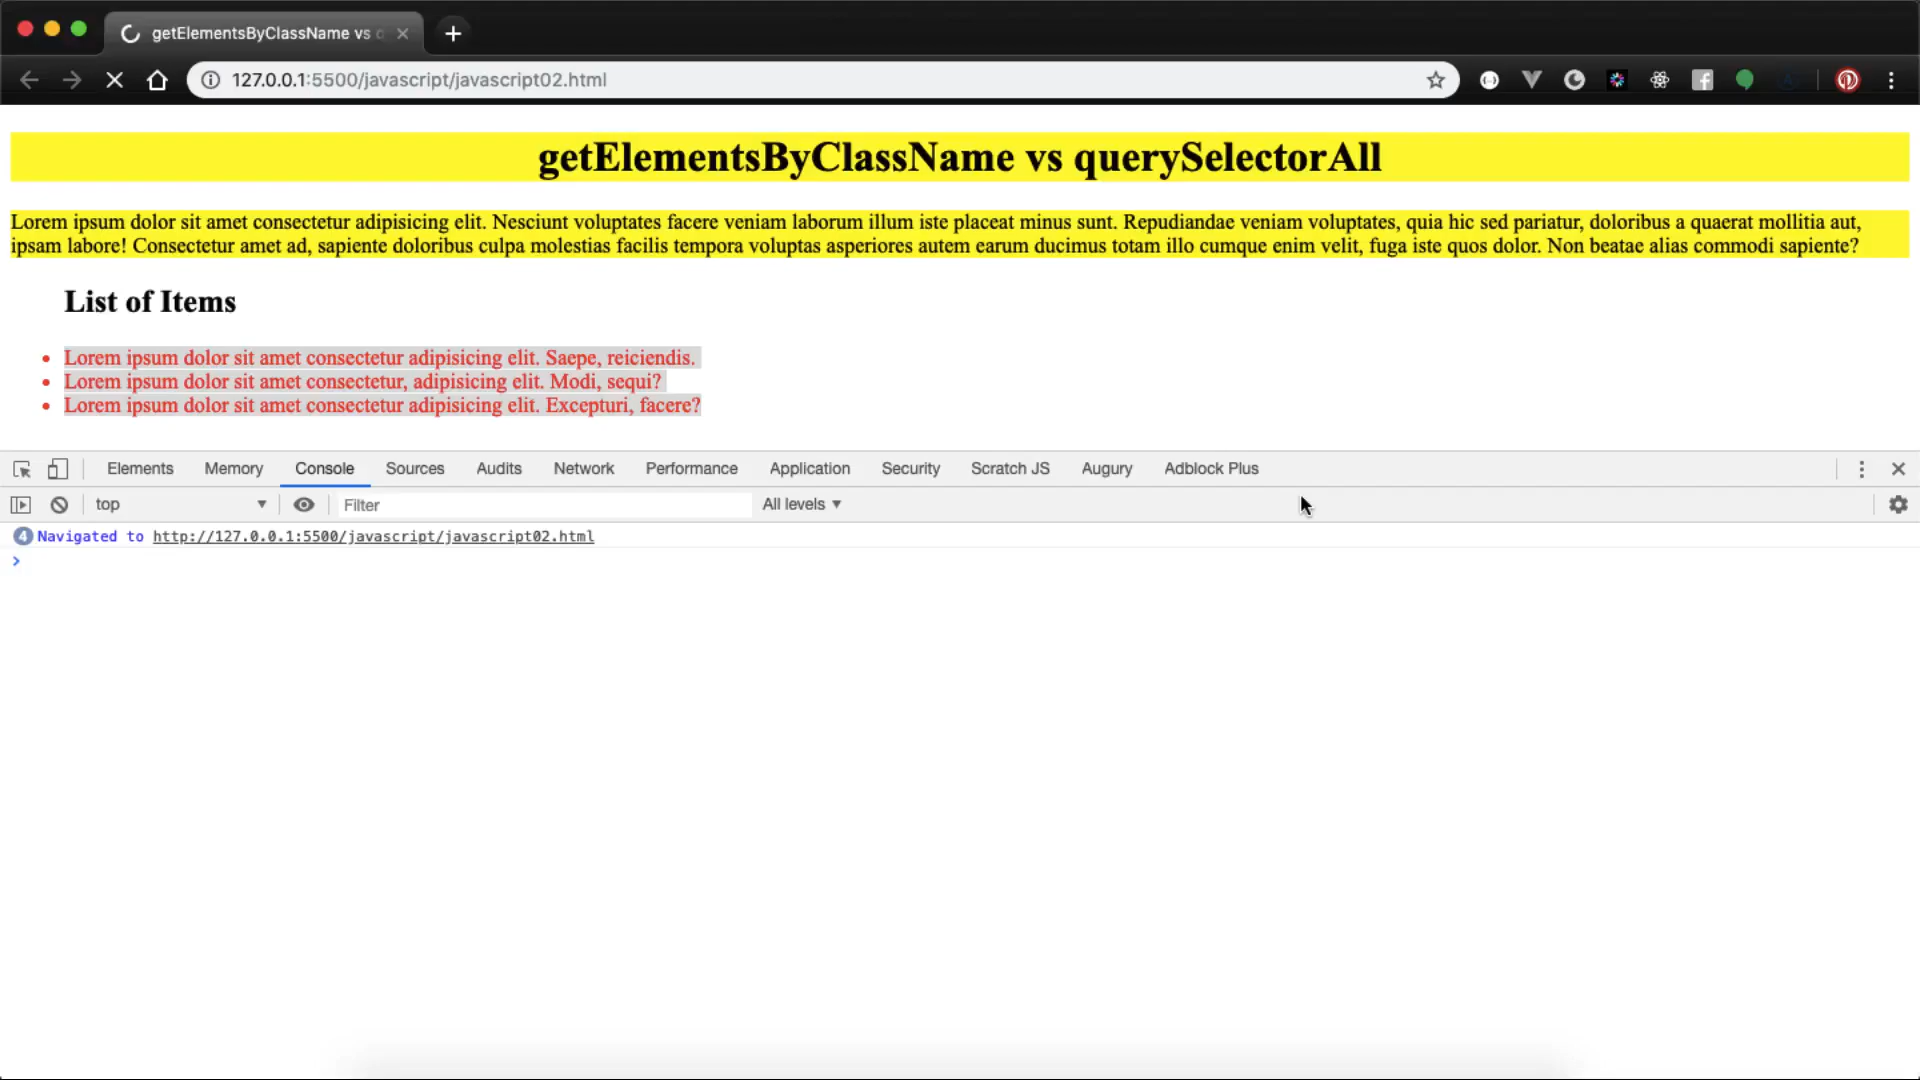 getElementsByClassName vs
127.0.0.1:5500/javascript/javascript02.html
getElementsByClassName vs querySelectorAll
Lorem ipsum dolor sit amet consectetur adipisicing elit. Nesciunt voluptates facere veniam laborum illum iste placeat minus sunt. Repudiandae veniam voluptates, quia hic sed pariatur, doloribus a quaerat mollitia aut,
ipsam labore! Consectetur amet ad, sapiente doloribus culpa molestias facilis tempora voluptas asperiores autem earum ducimus totam illo cumque enim velit, fuga iste quos dolor. Non beatae alias commodi sapiente?
List of Items
Lorem ipsum dolor sit amet consectetur adipisicing elit. Saepe, reiciendis.
Lorem ipsum dolor sit amet consectetur, adipisicing elit. Modi, sequi?
Lorem ipsum dolor sit amet consectetur adipisicing elit. Excepturi, facere?
Elements Memory Console Sources Audits Network Performance Application Security Scratch JS Augury Adblock Plus
top Filter All levels
4 Navigated to http://127.0.0.1:5500/javascript/javascript02.html